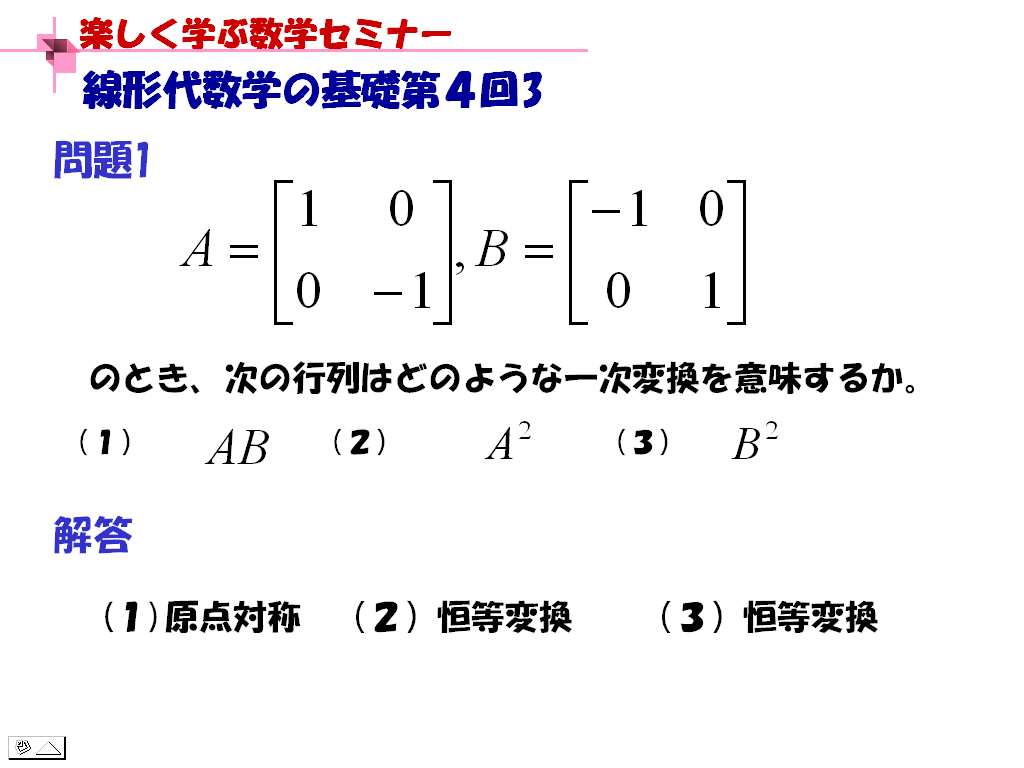 楽しく学ぶ数学セミナー
線形代数学の基礎第４回3
問題1
A = [1 0; 0 −1], B = [−1 0; 0 1]
のとき、次の行列はどのような一次変換を意味するか。
（１） AB （２） A² （３） B²
解答
（１）原点対称 （２）恒等変換 （３）恒等変換